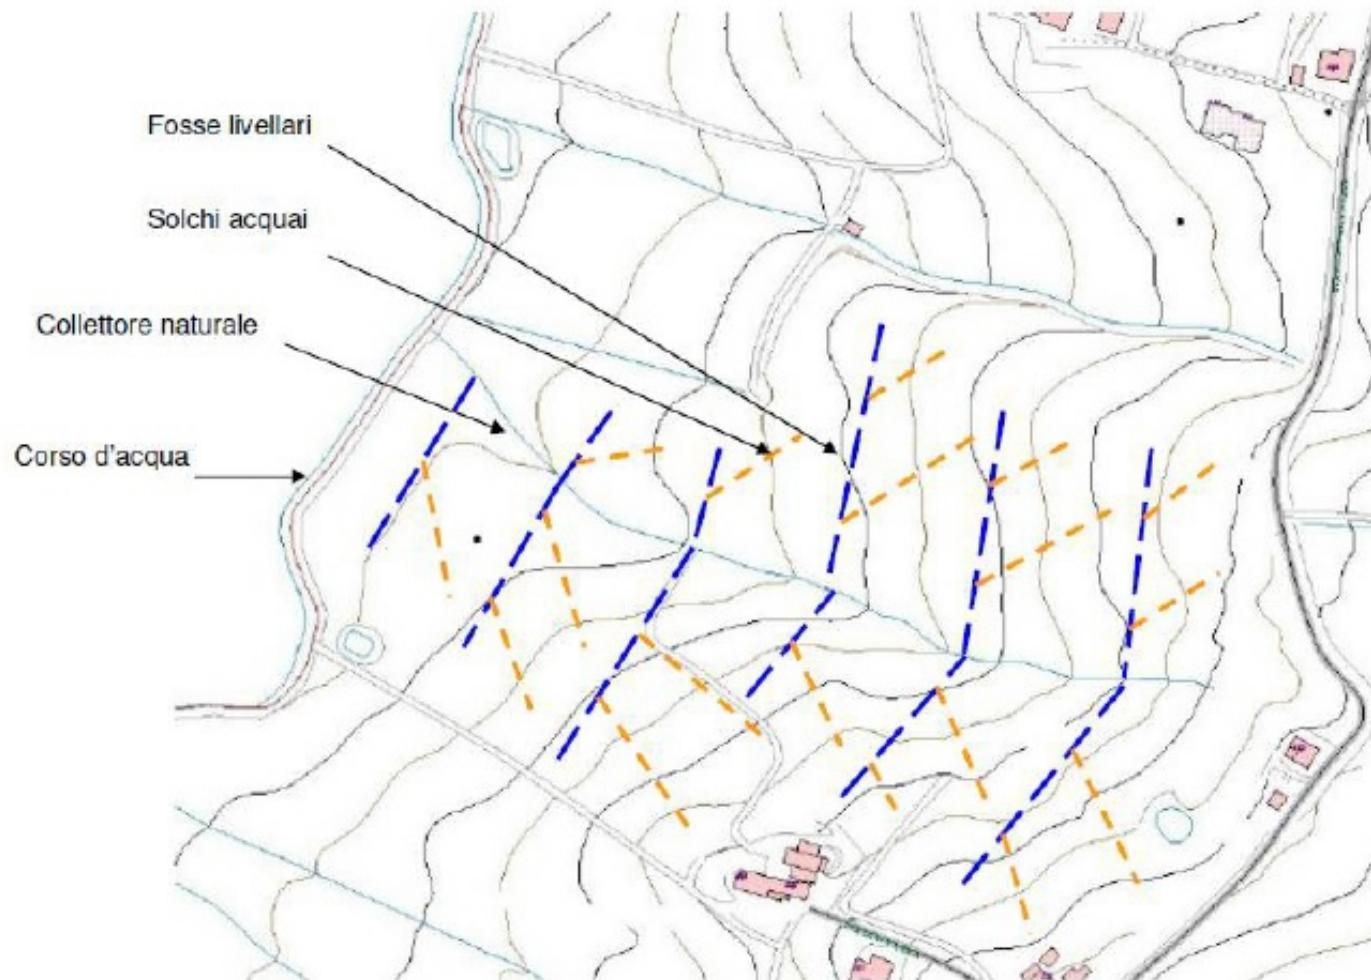 Fosse livellari
Solchi acquai
Collettore naturale
Corso d'acqua